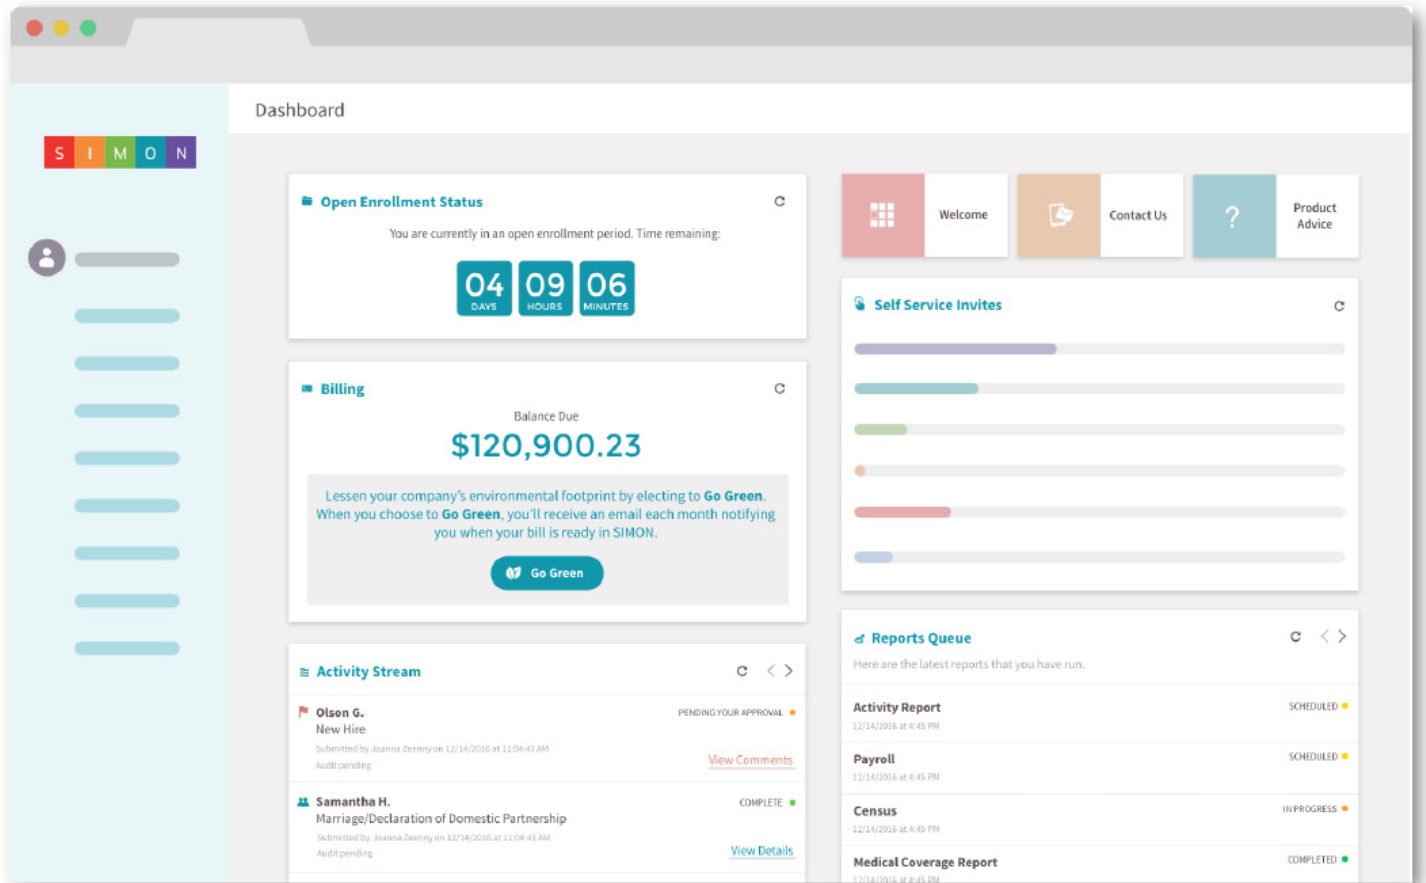 Dashboard
SIMON
Open Enrollment Status
You are currently in an open enrollment period. Time remaining:
04 09 06
DAYS HOURS MINUTES
Billing
Balance Due
$120,900.23
Lessen your company's environmental footprint by electing to Go Green.
When you choose to Go Green, you'll receive an email each month notifying
you when your bill is ready in SIMON.
Go Green
Activity Stream
Olson G.
PENDING YOUR APPROVAL
New Hire
Submitted by Joanna Zeenny on 12/14/2016 at 11:04:43 AM
Audit pending
View Comments
Samantha H.
COMPLETE
Marriage/Declaration of Domestic Partnership
Submitted by Joanna Zeenny on 12/14/2016 at 11:04:43 AM
Audit pending
View Details
Welcome
Contact Us
?
Product
Advice
Self Service Invites
Reports Queue
Here are the latest reports that you have run.
Activity Report
SCHEDULED
12/14/2016 at 4:45 PM
Payroll
SCHEDULED
12/14/2016 at 4:45 PM
Census
IN PROGRESS
12/14/2016 at 4:45 PM
Medical Coverage Report
COMPLETED
12/14/2016 at 4:45 PM